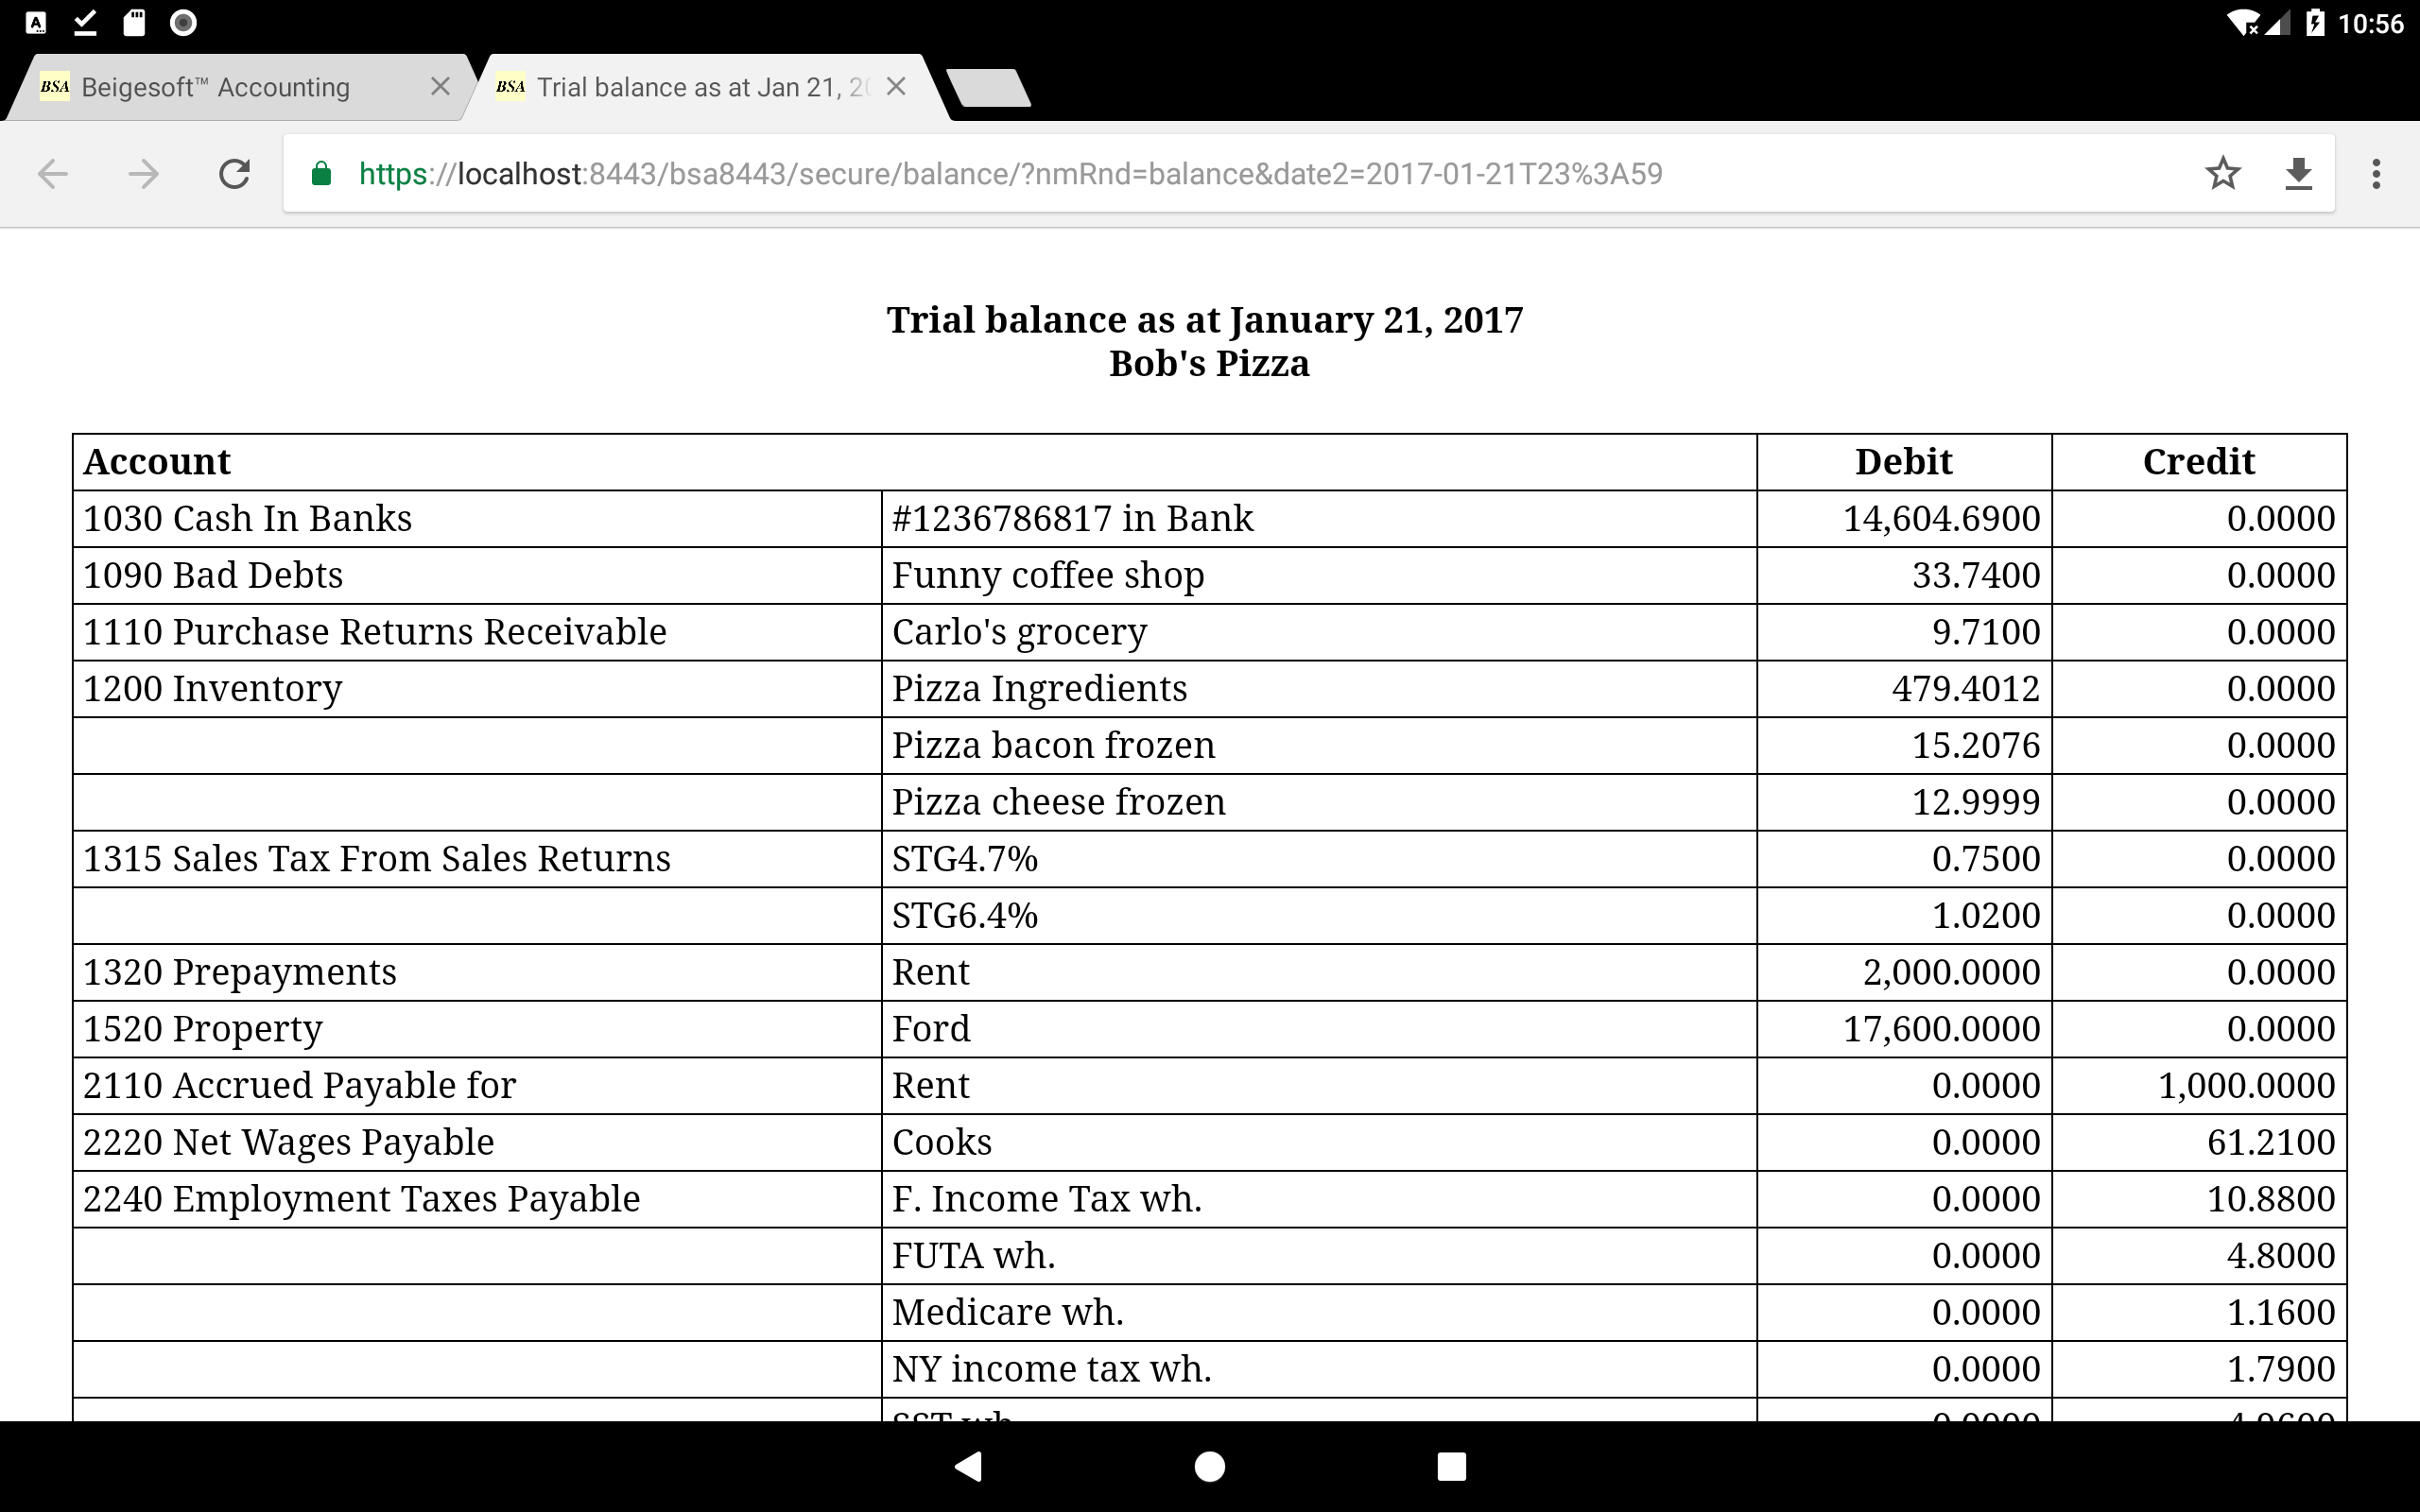 10:56
BSA Beigesoft™ Accounting
BSA Trial balance as at Jan 21,
https://localhost:8443/bsa8443/secure/balance/?nmRnd=balance&date2=2017-01-21T23%3A59
Trial balance as at January 21, 2017
Bob's Pizza
Account Debit Credit
1030 Cash In Banks #1236786817 in Bank 14,604.6900 0.0000
1090 Bad Debts Funny coffee shop 33.7400 0.0000
1110 Purchase Returns Receivable Carlo's grocery 9.7100 0.0000
1200 Inventory Pizza Ingredients 479.4012 0.0000
Pizza bacon frozen 15.2076 0.0000
Pizza cheese frozen 12.9999 0.0000
1315 Sales Tax From Sales Returns STG4.7% 0.7500 0.0000
STG6.4% 1.0200 0.0000
1320 Prepayments Rent 2,000.0000 0.0000
1520 Property Ford 17,600.0000 0.0000
2110 Accrued Payable for Rent 0.0000 1,000.0000
2220 Net Wages Payable Cooks 0.0000 61.2100
2240 Employment Taxes Payable F. Income Tax wh. 0.0000 10.8800
FUTA wh. 0.0000 4.8000
Medicare wh. 0.0000 1.1600
NY income tax wh. 0.0000 1.7900